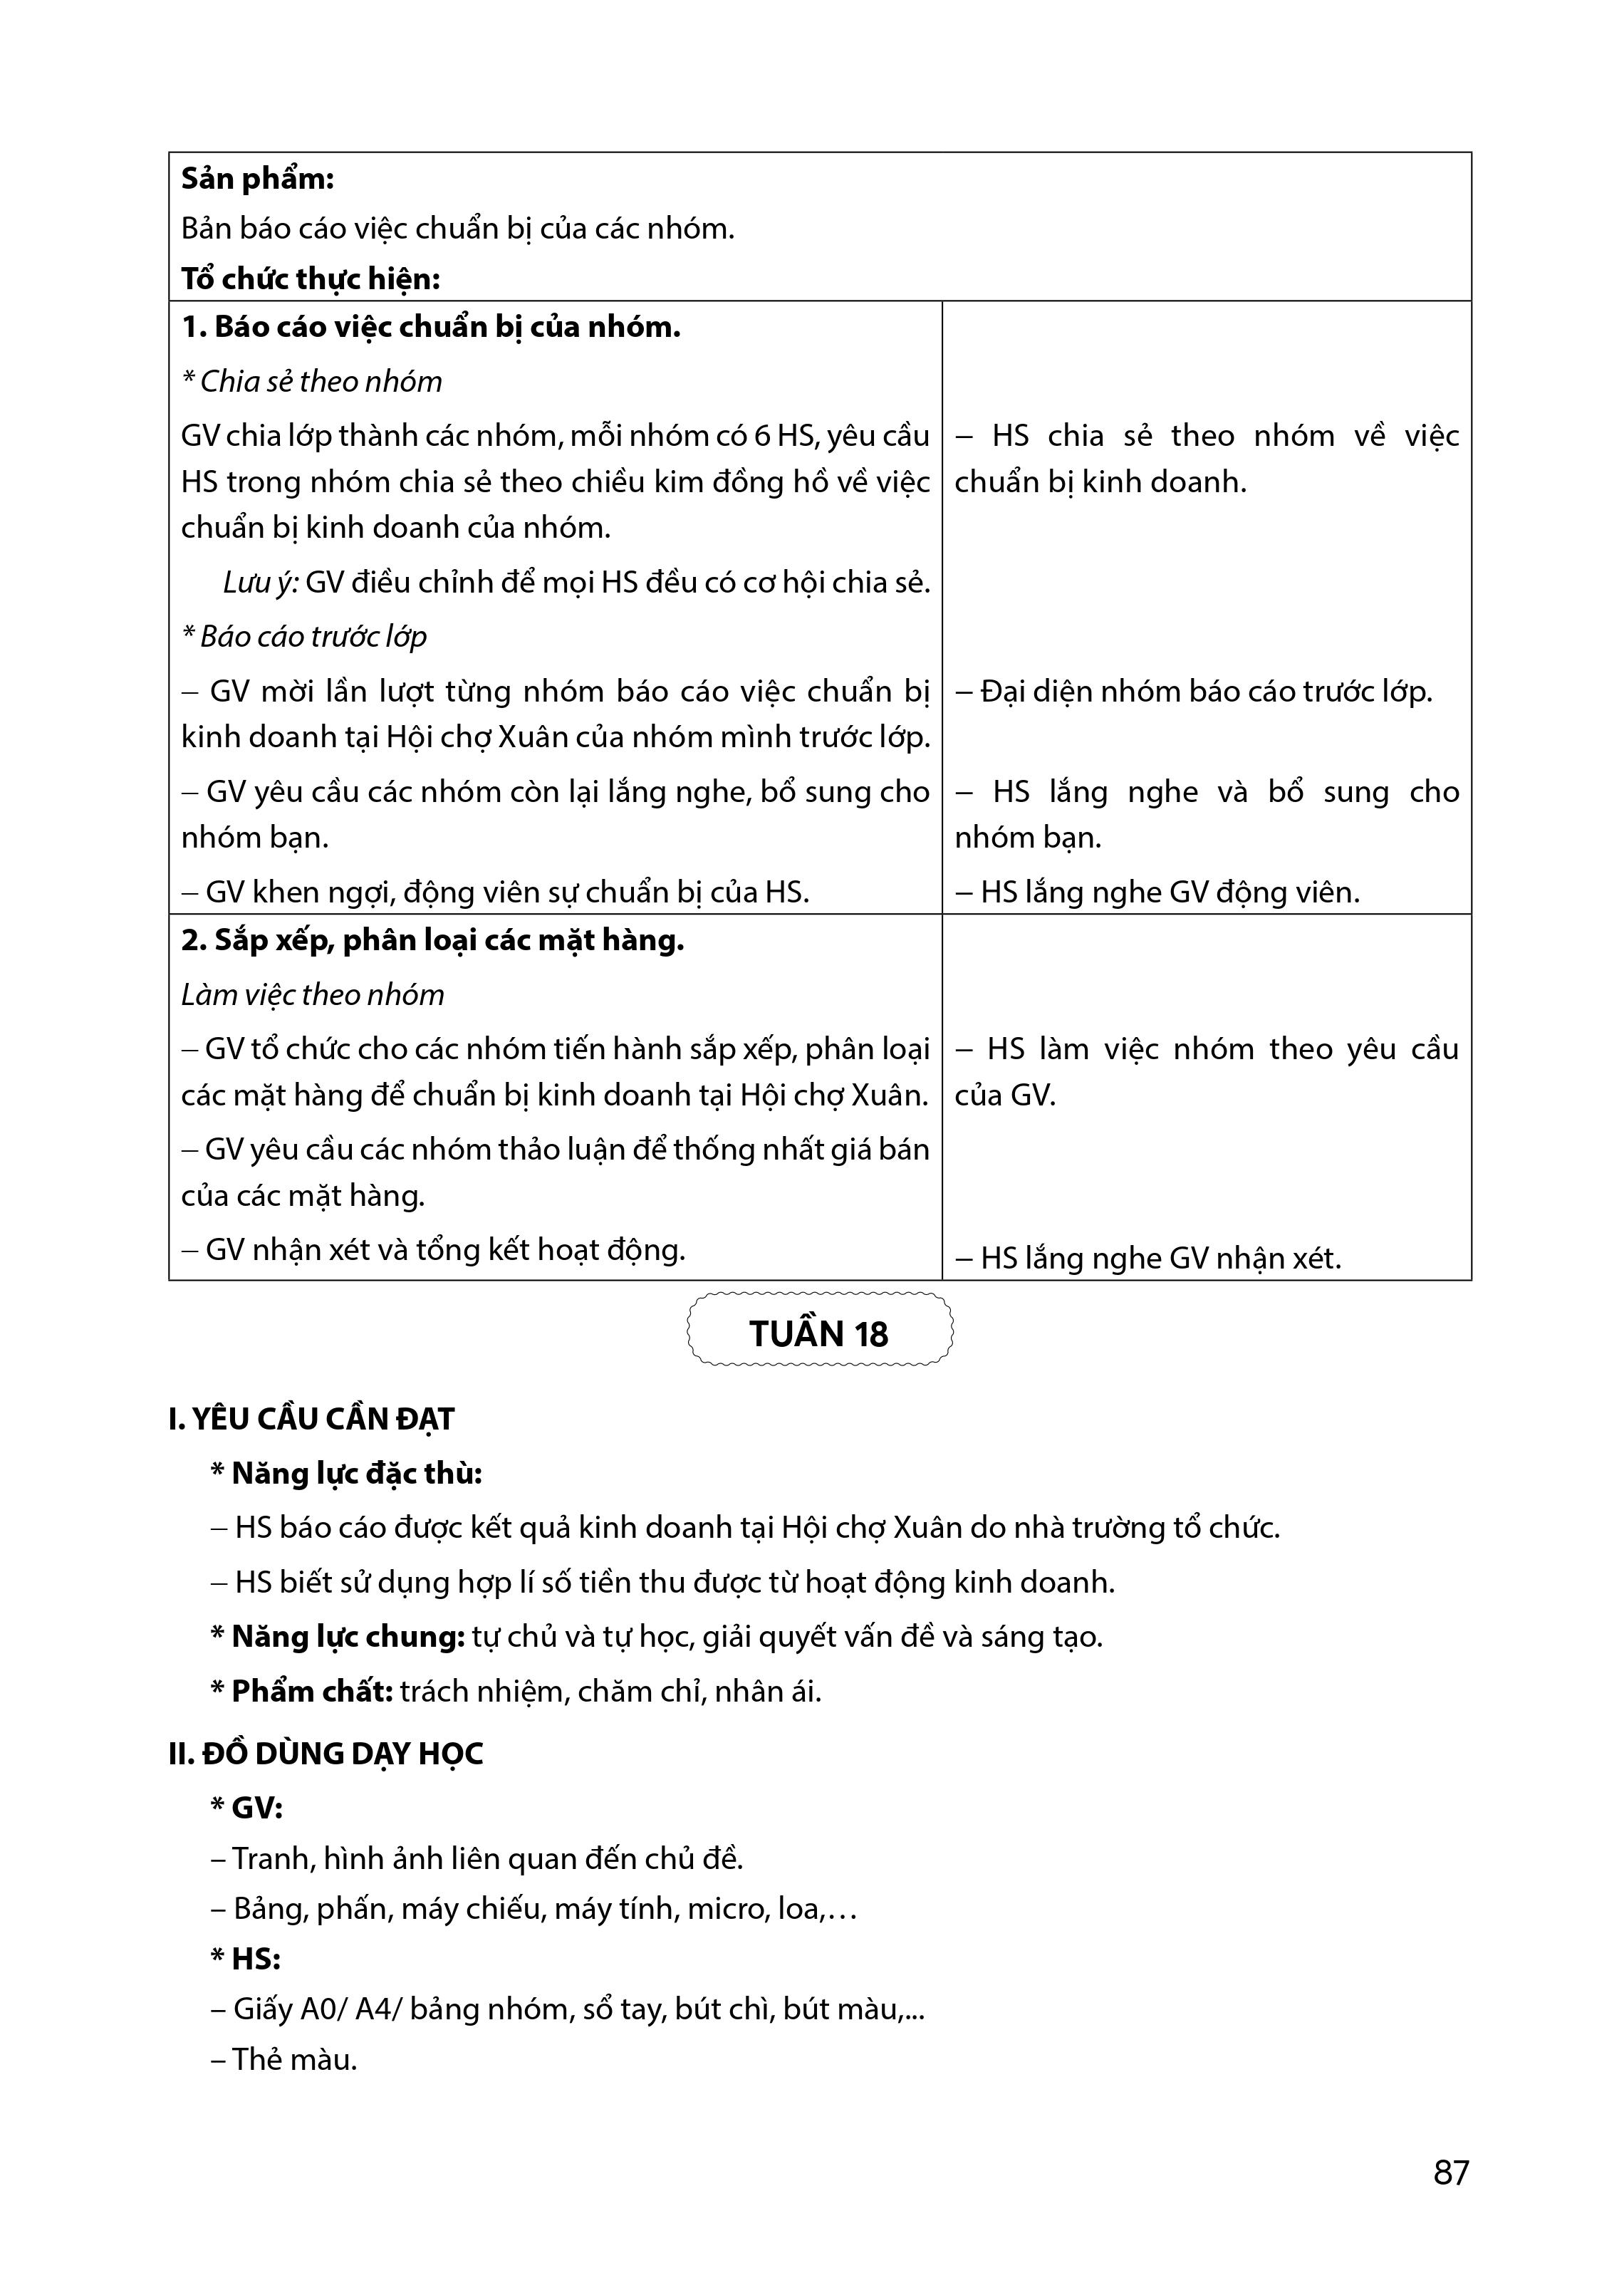 Sản phẩm:
Bản báo cáo việc chuẩn bị của các nhóm.
Tổ chức thực hiện:
1. Báo cáo việc chuẩn bị của nhóm.
* Chia sẻ theo nhóm
GV chia lớp thành các nhóm, mỗi nhóm có 6 HS, yêu cầu
HS trong nhóm chia sẻ theo chiều kim đồng hồ về việc
chuẩn bị kinh doanh của nhóm.
Lưu ý: GV điều chỉnh để mọi HS đều có cơ hội chia sẻ.
* Báo cáo trước lớp
– GV mời lần lượt từng nhóm báo cáo việc chuẩn bị
kinh doanh tại Hội chợ Xuân của nhóm mình trước lớp.
– GV yêu cầu các nhóm còn lại lắng nghe, bổ sung cho
nhóm bạn.
– GV khen ngợi, động viên sự chuẩn bị của HS.
– HS chia sẻ theo nhóm về việc
chuẩn bị kinh doanh.
– Đại diện nhóm báo cáo trước lớp.
– HS lắng nghe và bổ sung cho
nhóm bạn.
– HS lắng nghe GV động viên.
2. Sắp xếp, phân loại các mặt hàng.
Làm việc theo nhóm
– GV tổ chức cho các nhóm tiến hành sắp xếp, phân loại
các mặt hàng để chuẩn bị kinh doanh tại Hội chợ Xuân.
– GV yêu cầu các nhóm thảo luận để thống nhất giá bán
của các mặt hàng.
– GV nhận xét và tổng kết hoạt động.
– HS làm việc nhóm theo yêu cầu
của GV.
– HS lắng nghe GV nhận xét.
TUẦN 18
I. YÊU CẦU CẦN ĐẠT
* Năng lực đặc thù:
– HS báo cáo được kết quả kinh doanh tại Hội chợ Xuân do nhà trường tổ chức.
– HS biết sử dụng hợp lí số tiền thu được từ hoạt động kinh doanh.
* Năng lực chung: tự chủ và tự học, giải quyết vấn đề và sáng tạo.
* Phẩm chất: trách nhiệm, chăm chỉ, nhân ái.
II. ĐỒ DÙNG DẠY HỌC
* GV:
– Tranh, hình ảnh liên quan đến chủ đề.
– Bảng, phấn, máy chiếu, máy tính, micro, loa,…
* HS:
– Giấy A0/ A4/ bảng nhóm, sổ tay, bút chì, bút màu,...
– Thẻ màu.
87